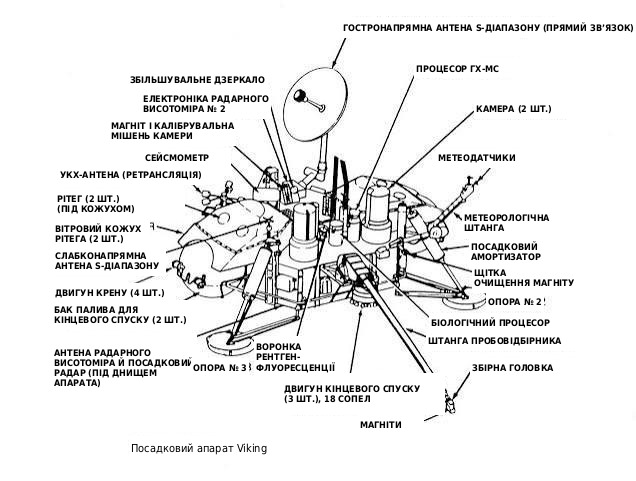 ГОСТРОНАПРЯМНА АНТЕНА S-ДІАПАЗОНУ (ПРЯМИЙ ЗВ'ЯЗОК)
ПРОЦЕСОР ГХ-МС
ЗБІЛЬШУВАЛЬНЕ ДЗЕРКАЛО
ЕЛЕКТРОНІКА РАДАРНОГО
ВИСОТОМІРА № 2
КАМЕРА (2 ШТ.)
МАГНІТ І КАЛІБРУВАЛЬНА
МІШЕНЬ КАМЕРИ
СЕЙСМОМЕТР
МЕТЕОДАТЧИКИ
УКХ-АНТЕНА (РЕТРАНСЛЯЦІЯ)
РІТЕГ (2 ШТ.)
(ПІД КОЖУХОМ)
МЕТЕОРОЛОГІЧНА
ШТАНГА
ВІТРОВИЙ КОЖУХ
РІТЕГА (2 ШТ.)
ПОСАДКОВИЙ
АМОРТИЗАТОР
СЛАБКОНАПРЯМНА
АНТЕНА S-ДІАПАЗОНУ
ЩІТКА
ОЧИЩЕННЯ МАГНІТУ
ДВИГУН КРЕНУ (4 ШТ.)
ОПОРА № 2
БАК ПАЛИВА ДЛЯ
КІНЦЕВОГО СПУСКУ (2 ШТ.)
БІОЛОГІЧНИЙ ПРОЦЕСОР
ШТАНГА ПРОБОВІДБІРНИКА
АНТЕНА РАДАРНОГО
ВИСОТОМІРА Й ПОСАДКОВИЙ
РАДАР (ПІД ДНИЩЕМ
АПАРАТА)
ОПОРА № 3
ВОРОНКА
РЕНТГЕН-
ФЛУОРЕСЦЕНЦІЇ
ЗБІРНА ГОЛОВКА
ДВИГУН КІНЦЕВОГО СПУСКУ
(3 ШТ.), 18 СОПЕЛ
МАГНІТИ
Посадковий апарат Viking